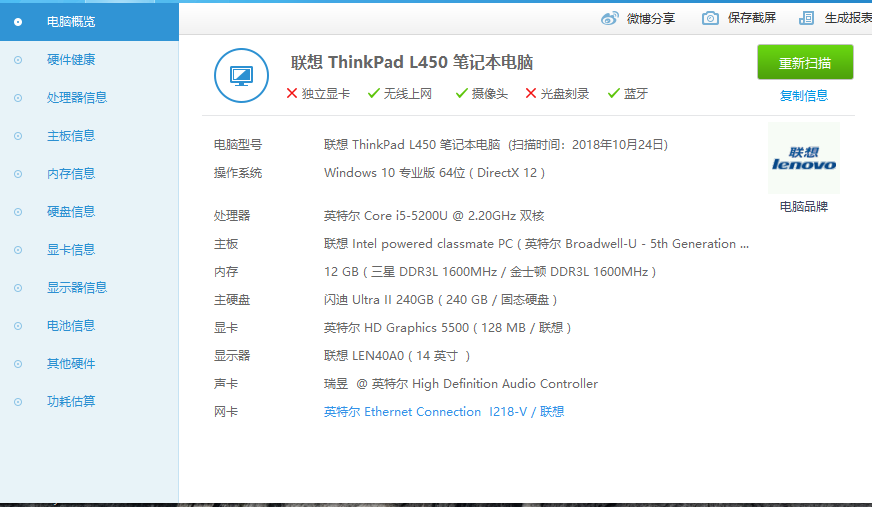 电脑概览
硬件健康
处理器信息
主板信息
内存信息
硬盘信息
显卡信息
显示器信息
电池信息
其他硬件
功耗估算
微博分享 保存截屏 生成报表
联想 ThinkPad L450 笔记本电脑
重新扫描
独立显卡 无线上网 摄像头 光盘刻录 蓝牙
复制信息
电脑型号 联想 ThinkPad L450 笔记本电脑 (扫描时间：2018年10月24日)
操作系统 Windows 10 专业版 64位 ( DirectX 12 )
联想
lenovo
电脑品牌
处理器 英特尔 Core i5-5200U @ 2.20GHz 双核
主板 联想 Intel powered classmate PC ( 英特尔 Broadwell-U - 5th Generation ...
内存 12 GB ( 三星 DDR3L 1600MHz / 金士顿 DDR3L 1600MHz )
主硬盘 闪迪 Ultra II 240GB ( 240 GB / 固态硬盘 )
显卡 英特尔 HD Graphics 5500 ( 128 MB / 联想 )
显示器 联想 LEN40A0 ( 14 英寸 )
声卡 瑞昱 @ 英特尔 High Definition Audio Controller
网卡 英特尔 Ethernet Connection I218-V / 联想